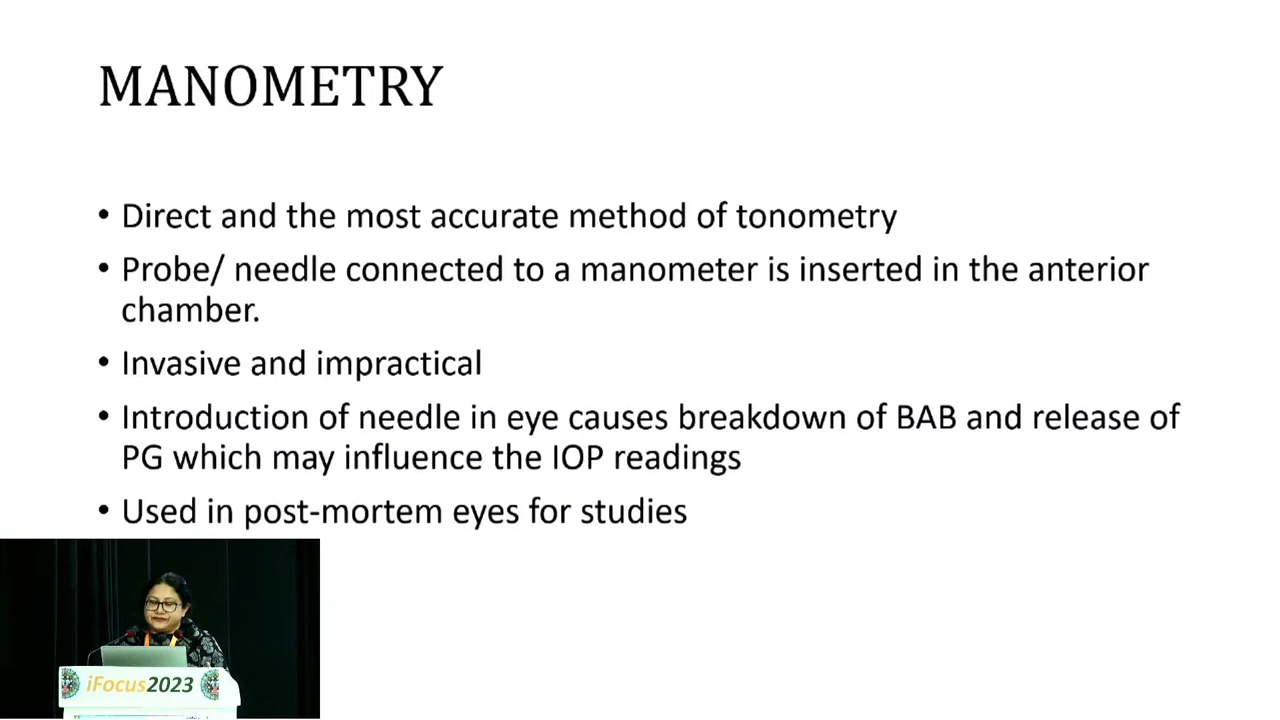 MANOMETRY
• Direct and the most accurate method of tonometry
• Probe/ needle connected to a manometer is inserted in the anterior
chamber.
• Invasive and impractical
• Introduction of needle in eye causes breakdown of BAB and release of
PG which may influence the IOP readings
• Used in post-mortem eyes for studies
iFocus2023